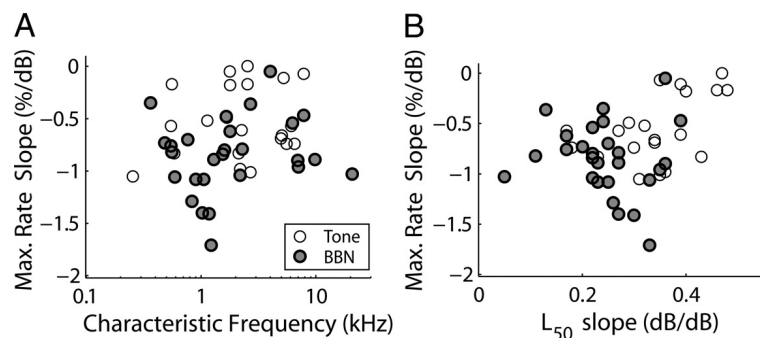 A
Max. Rate Slope (%/dB)
0
−0.5
−1
−1.5
−2
0.1
1
10
Characteristic Frequency (kHz)
Tone
BBN
B
Max. Rate Slope (%/dB)
0
−0.5
−1
−1.5
−2
0
0.2
0.4
L50 slope (dB/dB)